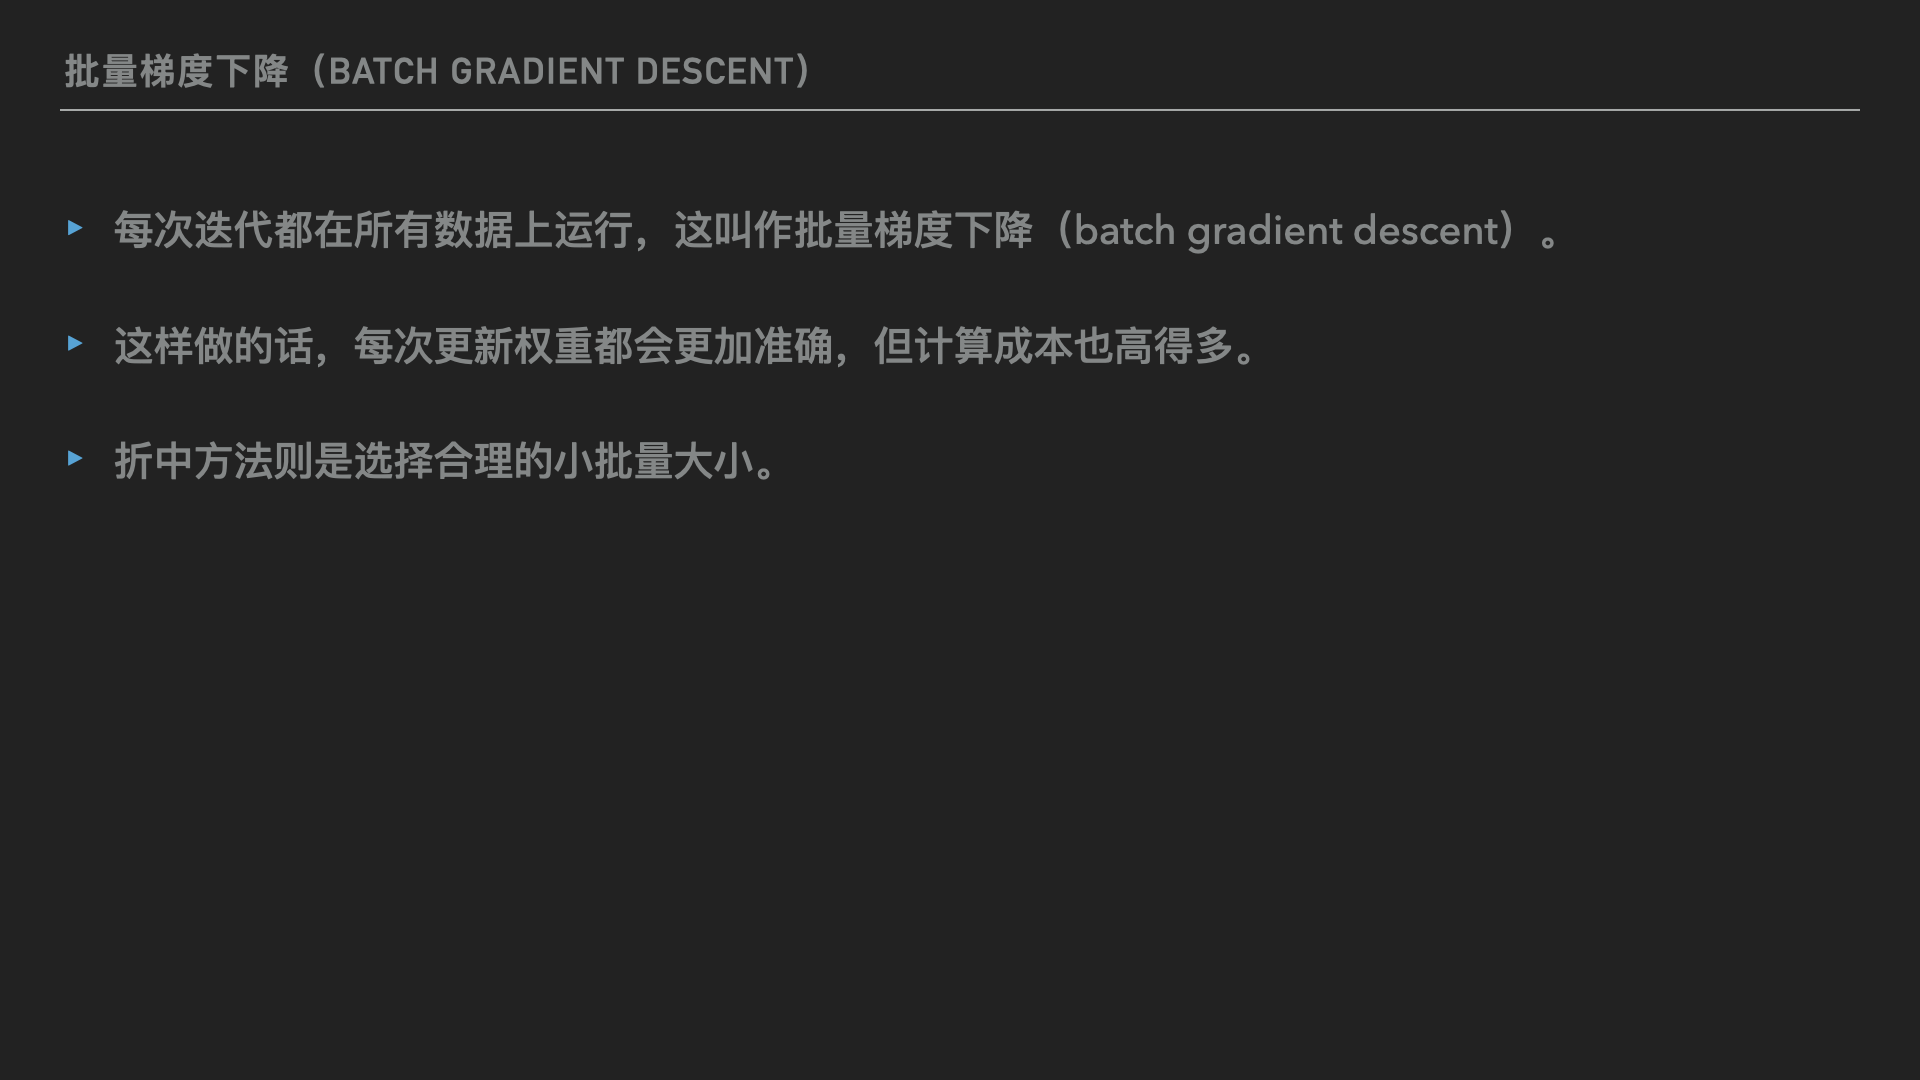 批量梯度下降（BATCH GRADIENT DESCENT）
▸ 每次迭代都在所有数据上运行，这叫作批量梯度下降（batch gradient descent）。
▸ 这样做的话，每次更新权重都会更加准确，但计算成本也高得多。
▸ 折中方法则是选择合理的小批量大小。